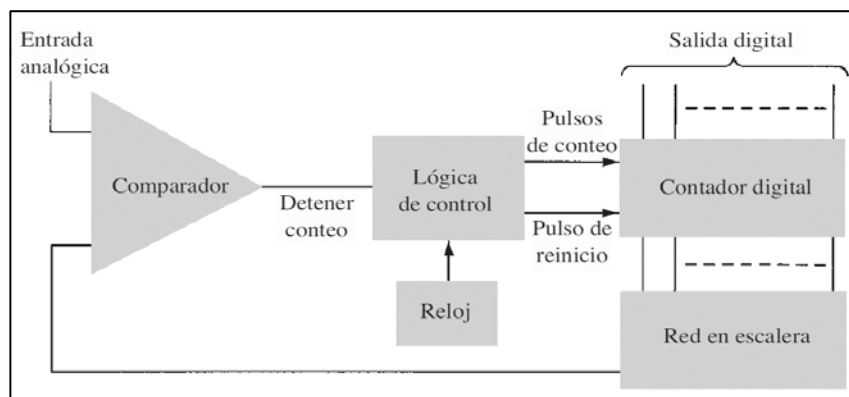 Entrada
analógica
Salida digital
Comparador
Detener
conteo
Lógica
de control
Reloj
Pulsos
de conteo
Pulso de
reinicio
Contador digital
Red en escalera